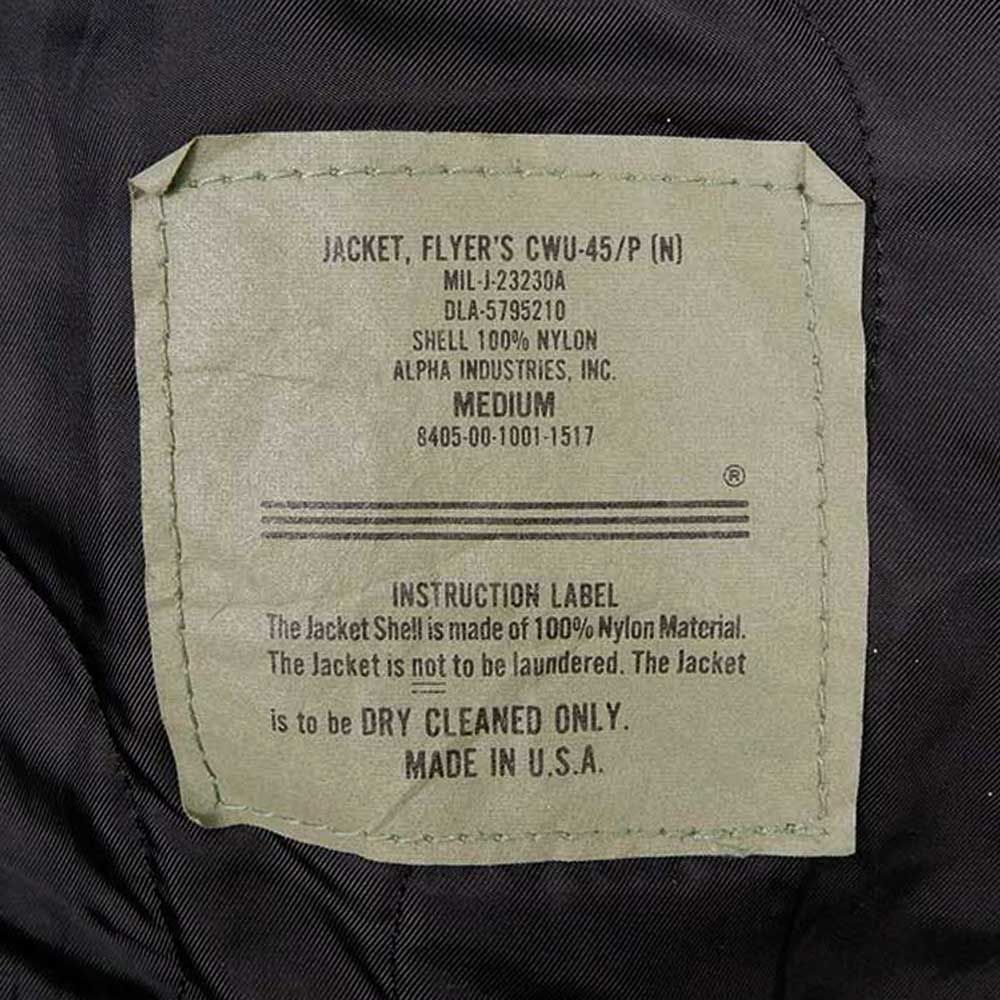 JACKET, FLYER'S CWU-45/P (N)
MIL-J-23230A
DLA-5795210
SHELL 100% NYLON
ALPHA INDUSTRIES, INC.
MEDIUM
8405-00-1001-1517
®
INSTRUCTION LABEL
The Jacket Shell is made of 100% Nylon Material.
The Jacket is not to be laundered. The Jacket
is to be DRY CLEANED ONLY.
MADE IN U.S.A.